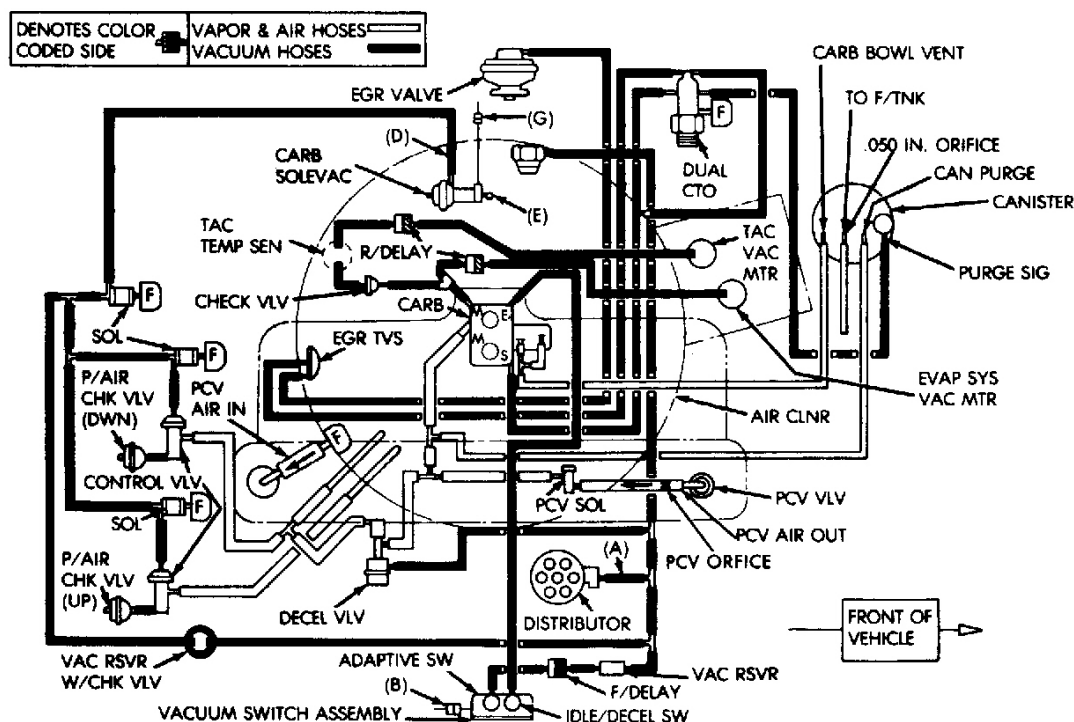 DENOTES COLOR
CODED SIDE
VAPOR & AIR HOSES
VACUUM HOSES
EGR VALVE
(G)
(D)
CARB
SOLEVAC
(E)
F
DUAL
CTO
CARB BOWL VENT
TO F/TNK
.050 IN. ORIFICE
CAN PURGE
CANISTER
PURGE SIG
TAC
TEMP SEN
R/DELAY
TAC
VAC
MTR
CHECK VLV
CARB
M
E
M
S
F
SOL
F
EGR TVS
EVAP SYS
VAC MTR
AIR CLNR
P/AIR
CHK VLV
(DWN)
PCV
AIR IN
F
CONTROL VLV
F
SOL
PCV SOL
PCV VLV
PCV AIR OUT
PCV ORFICE
P/AIR
CHK VLV
(UP)
DECEL VLV
(A)
DISTRIBUTOR
FRONT OF
VEHICLE
VAC RSVR
W/CHK VLV
ADAPTIVE SW
(B)
VAC RSVR
F/DELAY
VACUUM SWITCH ASSEMBLY
IDLE/DECEL SW